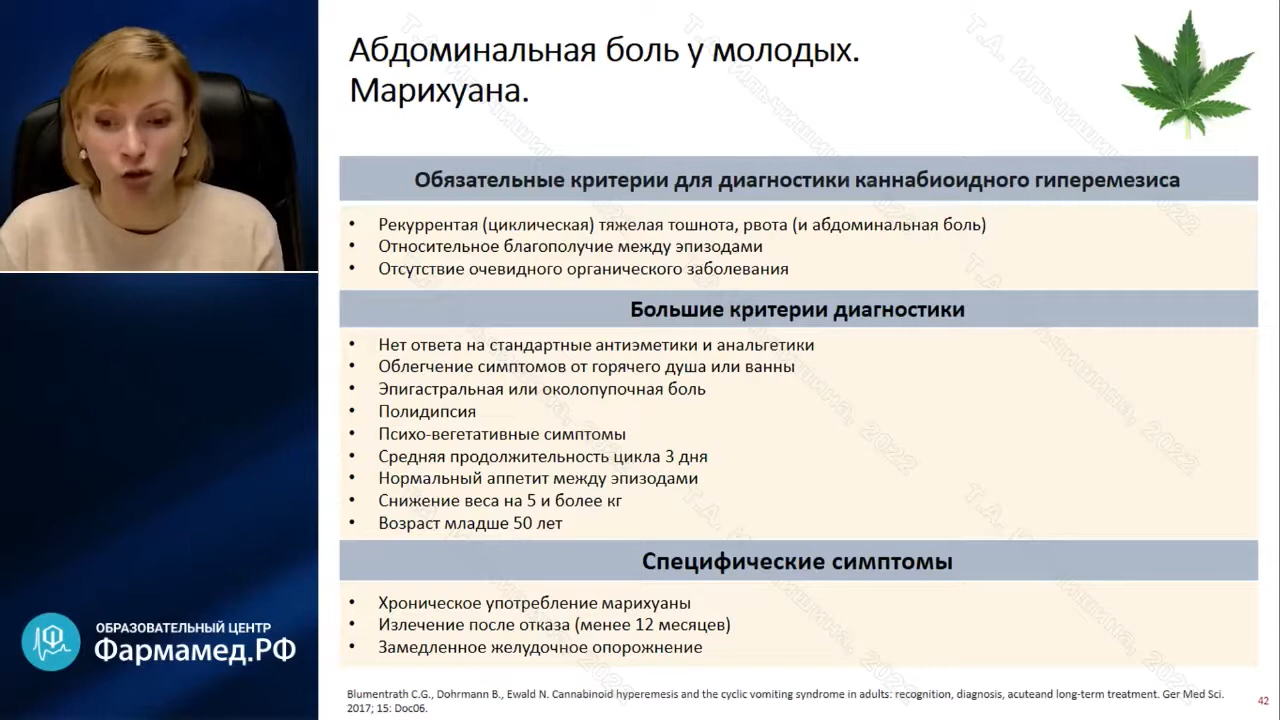 Абдоминальная боль у молодых.
Марихуана.
Обязательные критерии для диагностики каннабиоидного гиперемезиса
• Рекуррентая (циклическая) тяжелая тошнота, рвота (и абдоминальная боль)
• Относительное благополучие между эпизодами
• Отсутствие очевидного органического заболевания
Большие критерии диагностики
• Нет ответа на стандартные антиэметики и анальгетики
• Облегчение симптомов от горячего душа или ванны
• Эпигастральная или околопупочная боль
• Полидипсия
• Психо-вегетативные симптомы
• Средняя продолжительность цикла 3 дня
• Нормальный аппетит между эпизодами
• Снижение веса на 5 и более кг
• Возраст младше 50 лет
Специфические симптомы
• Хроническое употребление марихуаны
• Излечение после отказа (менее 12 месяцев)
• Замедленное желудочное опорожнение
Blumentrath C.G., Dohrmann B., Ewald N. Cannabinoid hyperemesis and the cyclic vomiting syndrome in adults: recognition, diagnosis, acuteand long-term treatment. Ger Med Sci.
2017; 15: Doc06.
42
ОБРАЗОВАТЕЛЬНЫЙ ЦЕНТР
Фармамед.РФ
Т.А. Ильчишина, 2022